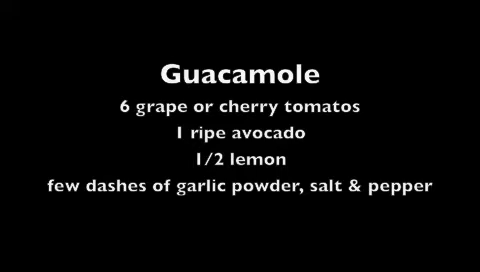 Guacamole
6 grape or cherry tomatos
1 ripe avocado
1/2 lemon
few dashes of garlic powder, salt & pepper